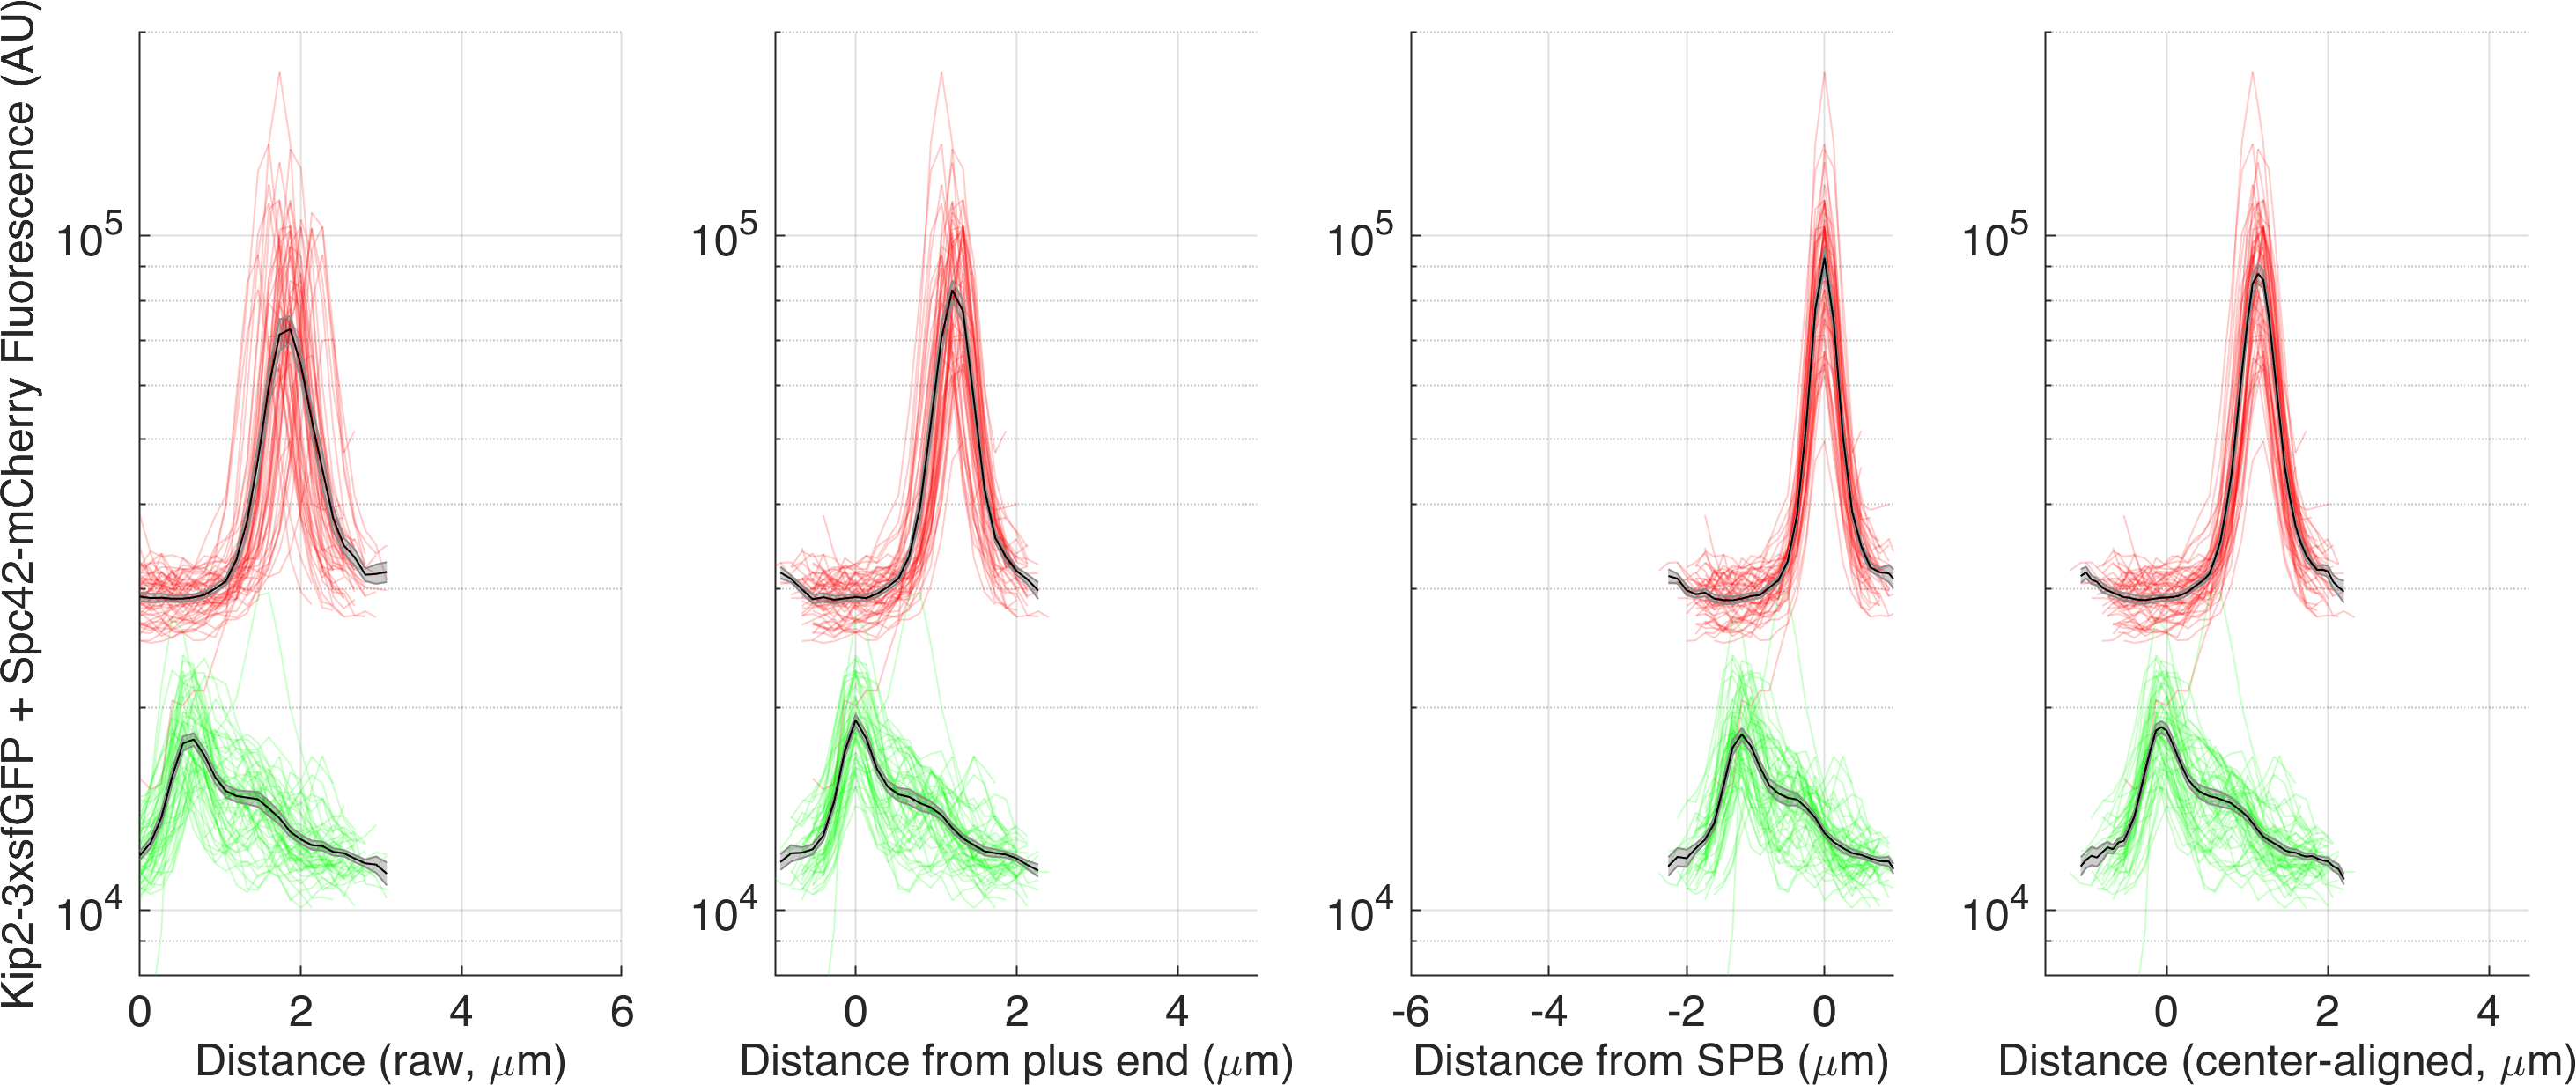 Kip2-3xsfGFP + Spc42-mCherry Fluorescence (AU)
10^5
10^4
0 2 4 6
Distance (raw, μm)
10^5
10^4
0 2 4
Distance from plus end (μm)
10^5
10^4
-6 -4 -2 0
Distance from SPB (μm)
10^5
10^4
0 2 4
Distance (center-aligned, μm)